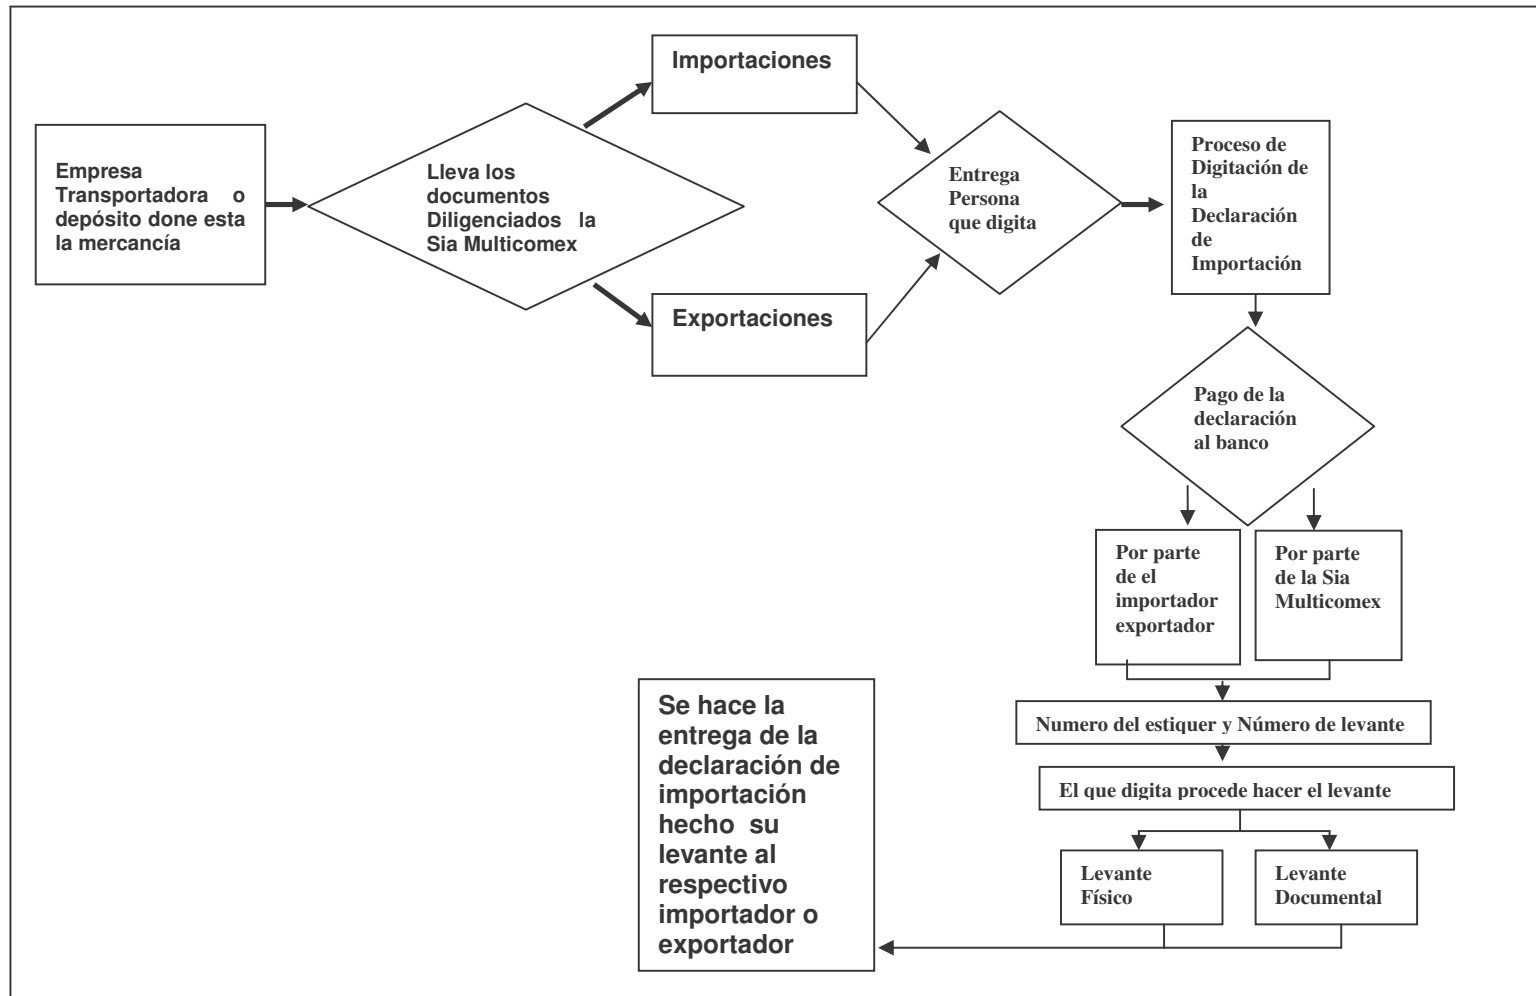 Importaciones
Empresa
Transportadora o
depósito done esta
la mercancía
Lleva los
documentos
Diligenciados la
Sia Multicomex
Exportaciones
Entrega
Persona
que digita
Proceso de
Digitación de
la
Declaración
de
Importación
Pago de la
declaración
al banco
Por parte
de el
importador
exportador
Por parte
de la Sia
Multicomex
Numero del estiquer y Número de levante
El que digita procede hacer el levante
Levante
Físico
Levante
Documental
Se hace la
entrega de la
declaración de
importación
hecho su
levante al
respectivo
importador o
exportador